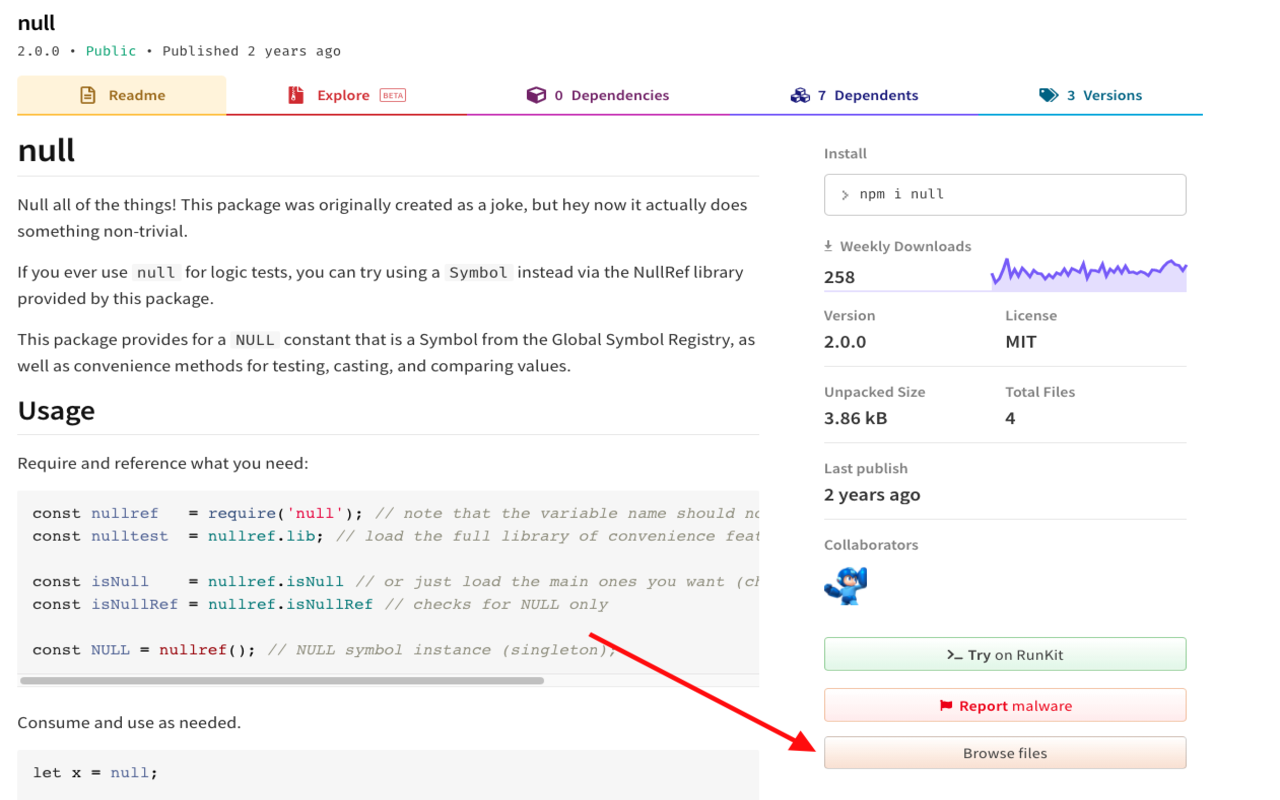 null
2.0.0 • Public • Published 2 years ago
Readme
Explore BETA
0 Dependencies
7 Dependents
3 Versions
null
Null all of the things! This package was originally created as a joke, but hey now it actually does
something non-trivial.
If you ever use null for logic tests, you can try using a Symbol instead via the NullRef library
provided by this package.
This package provides for a NULL constant that is a Symbol from the Global Symbol Registry, as
well as convenience methods for testing, casting, and comparing values.
Usage
Require and reference what you need:
const nullref   = require('null'); // note that the variable name should
const nulltest  = nullref.lib; // load the full library of convenience
const isNull    = nullref.isNull // or just load the main ones you want
const isNullRef = nullref.isNullRef // checks for NULL only
const NULL = nullref(); // NULL symbol instance (singleton);
Consume and use as needed.
let x = null;
Install
> npm i null
Weekly Downloads
258
Version
2.0.0
License
MIT
Unpacked Size
3.86 kB
Total Files
4
Last publish
2 years ago
Collaborators
>_ Try on RunKit
Report malware
Browse files